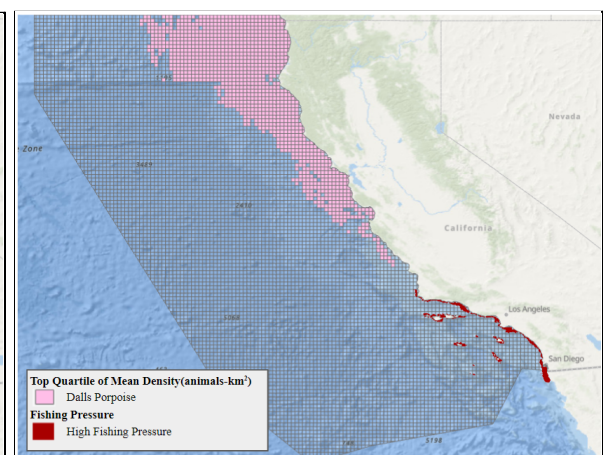 Nevada
Zone
California
Los Angeles
San Diego
Top Quartile of Mean Density(animals-km²)
Dalls Porpoise
Fishing Pressure
High Fishing Pressure
5798